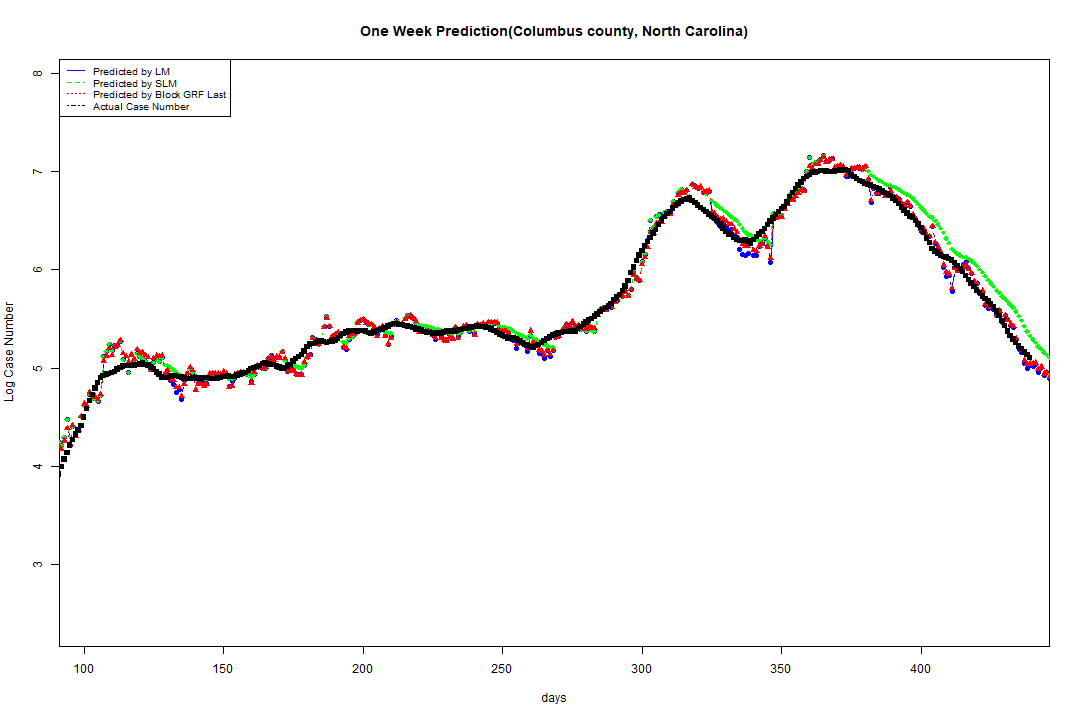 One Week Prediction(Columbus county, North Carolina)
Predicted by LM
Predicted by SLM
Predicted by Block GRF Last
Actual Case Number
8
7
6
5
4
3
Log Case Number
100 150 200 250 300 350 400
days